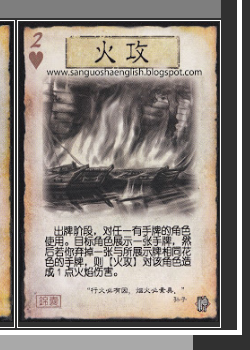 2
火攻
www.sanguoshaenglish.blogspot.com
出牌阶段，对任一有手牌的角色
使用。目标角色展示一张手牌，然
后若你弃掉一张与所展示牌相同花
色的手牌，则【火攻】对该角色造
成1点火焰伤害。
“行火必有因，烟火必素具。”
锦囊